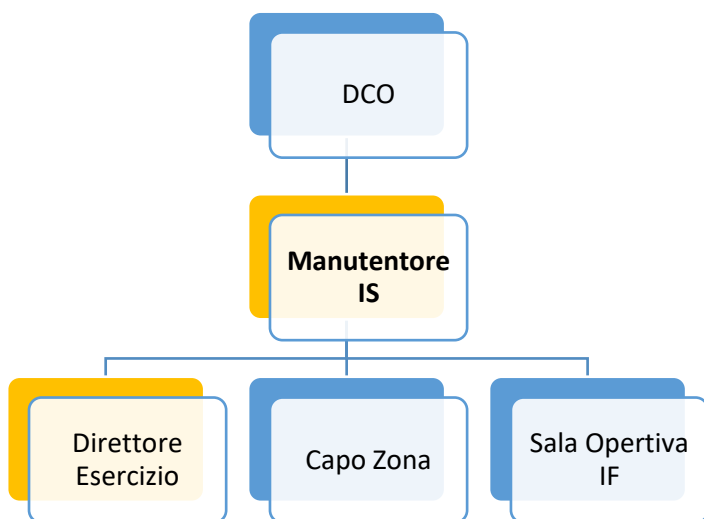 DCO
Manutentore
IS
Direttore
Esercizio
Capo Zona
Sala Opertiva
IF